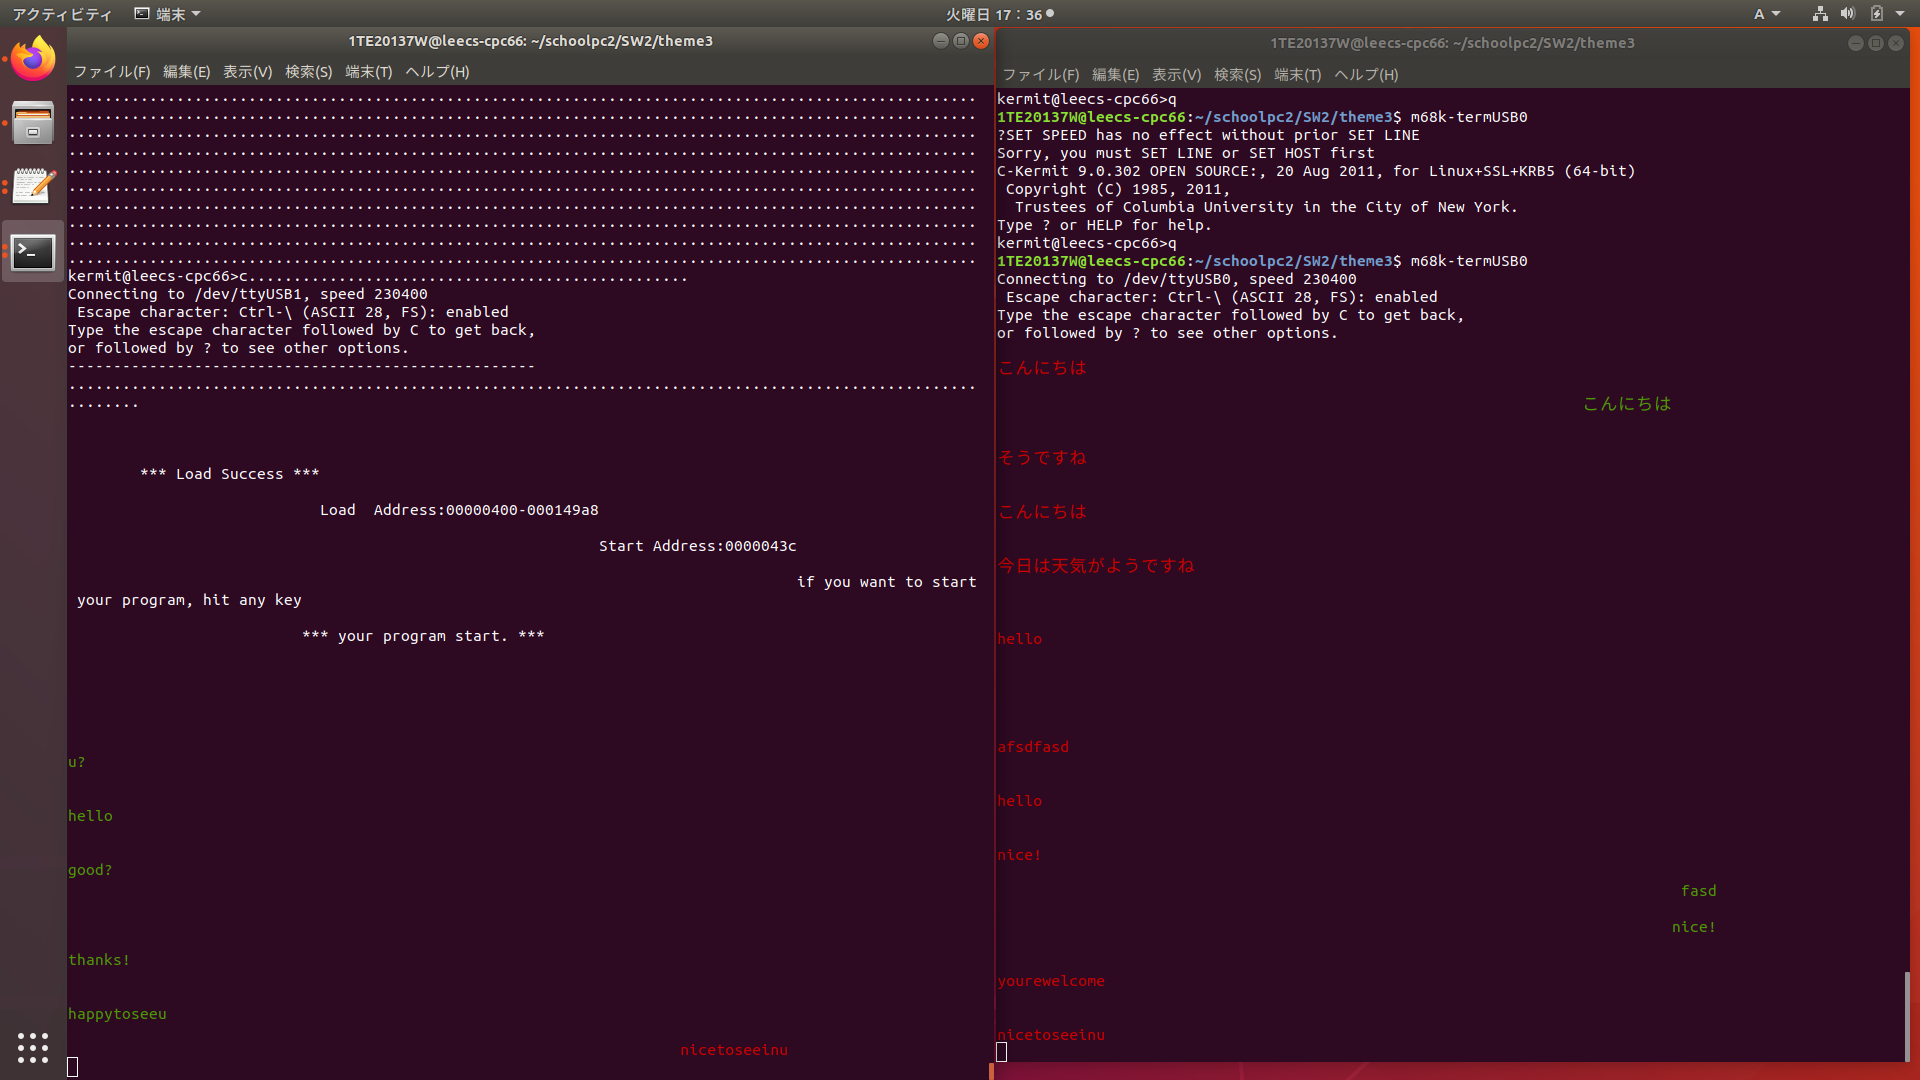 アクティビティ
端末
火曜日 17：36
A
1TE20137W@leecs-cpc66: ~/schoolpc2/SW2/theme3
ファイル(F) 編集(E) 表示(V) 検索(S) 端末(T) ヘルプ(H)
kermit@leecs-cpc66>c.................................................
Connecting to /dev/ttyUSB1, speed 230400
Escape character: Ctrl-\ (ASCII 28, FS): enabled
Type the escape character followed by C to get back,
or followed by ? to see other options.
----------------------------------------------------
*** Load Success ***
Load  Address:00000400-000149a8
Start Address:0000043c
if you want to start
your program, hit any key
*** your program start. ***
u?
hello
good?
thanks!
happytoseeu
nicetoseeinu
1TE20137W@leecs-cpc66: ~/schoolpc2/SW2/theme3
ファイル(F) 編集(E) 表示(V) 検索(S) 端末(T) ヘルプ(H)
kermit@leecs-cpc66>q
1TE20137W@leecs-cpc66:~/schoolpc2/SW2/theme3$ m68k-termUSB0
?SET SPEED has no effect without prior SET LINE
Sorry, you must SET LINE or SET HOST first
C-Kermit 9.0.302 OPEN SOURCE:, 20 Aug 2011, for Linux+SSL+KRB5 (64-bit)
Copyright (C) 1985, 2011,
Trustees of Columbia University in the City of New York.
Type ? or HELP for help.
kermit@leecs-cpc66>q
1TE20137W@leecs-cpc66:~/schoolpc2/SW2/theme3$ m68k-termUSB0
Connecting to /dev/ttyUSB0, speed 230400
Escape character: Ctrl-\ (ASCII 28, FS): enabled
Type the escape character followed by C to get back,
or followed by ? to see other options.
こんにちは
こんにちは
そうですね
こんにちは
今日は天気がようですね
hello
afsdfasd
hello
nice!
fasd
nice!
yourewelcome
nicetoseeinu